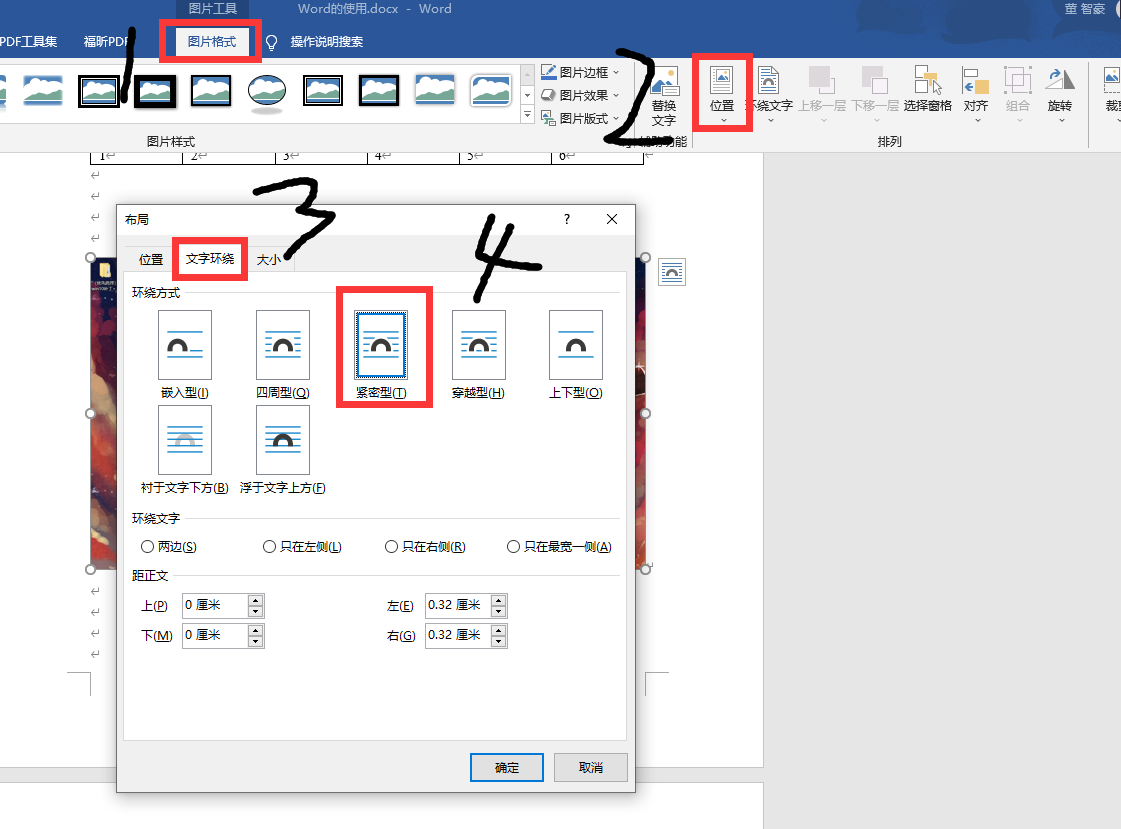 图片工具 Word的使用.docx - Word 董 智豪
PDF工具集 福昕PDF 图片格式 操作说明搜索
1 2 3 4
图片边框
图片效果
图片版式
图片样式
替换
文字
辅助功能
位置 环绕文字 上移一层 下移一层 选择窗格 对齐 组合 旋转 裁剪
排列
1 2 3 4 5 6
布局 ? ×
位置 文字环绕 大小
环绕方式
嵌入型(I) 四周型(Q) 紧密型(T) 穿越型(H) 上下型(O)
衬于文字下方(B) 浮于文字上方(F)
环绕文字
两边(S) 只在左侧(L) 只在右侧(R) 只在最宽一侧(A)
距正文
上(P) 0 厘米 左(E) 0.32 厘米
下(M) 0 厘米 右(G) 0.32 厘米
确定 取消